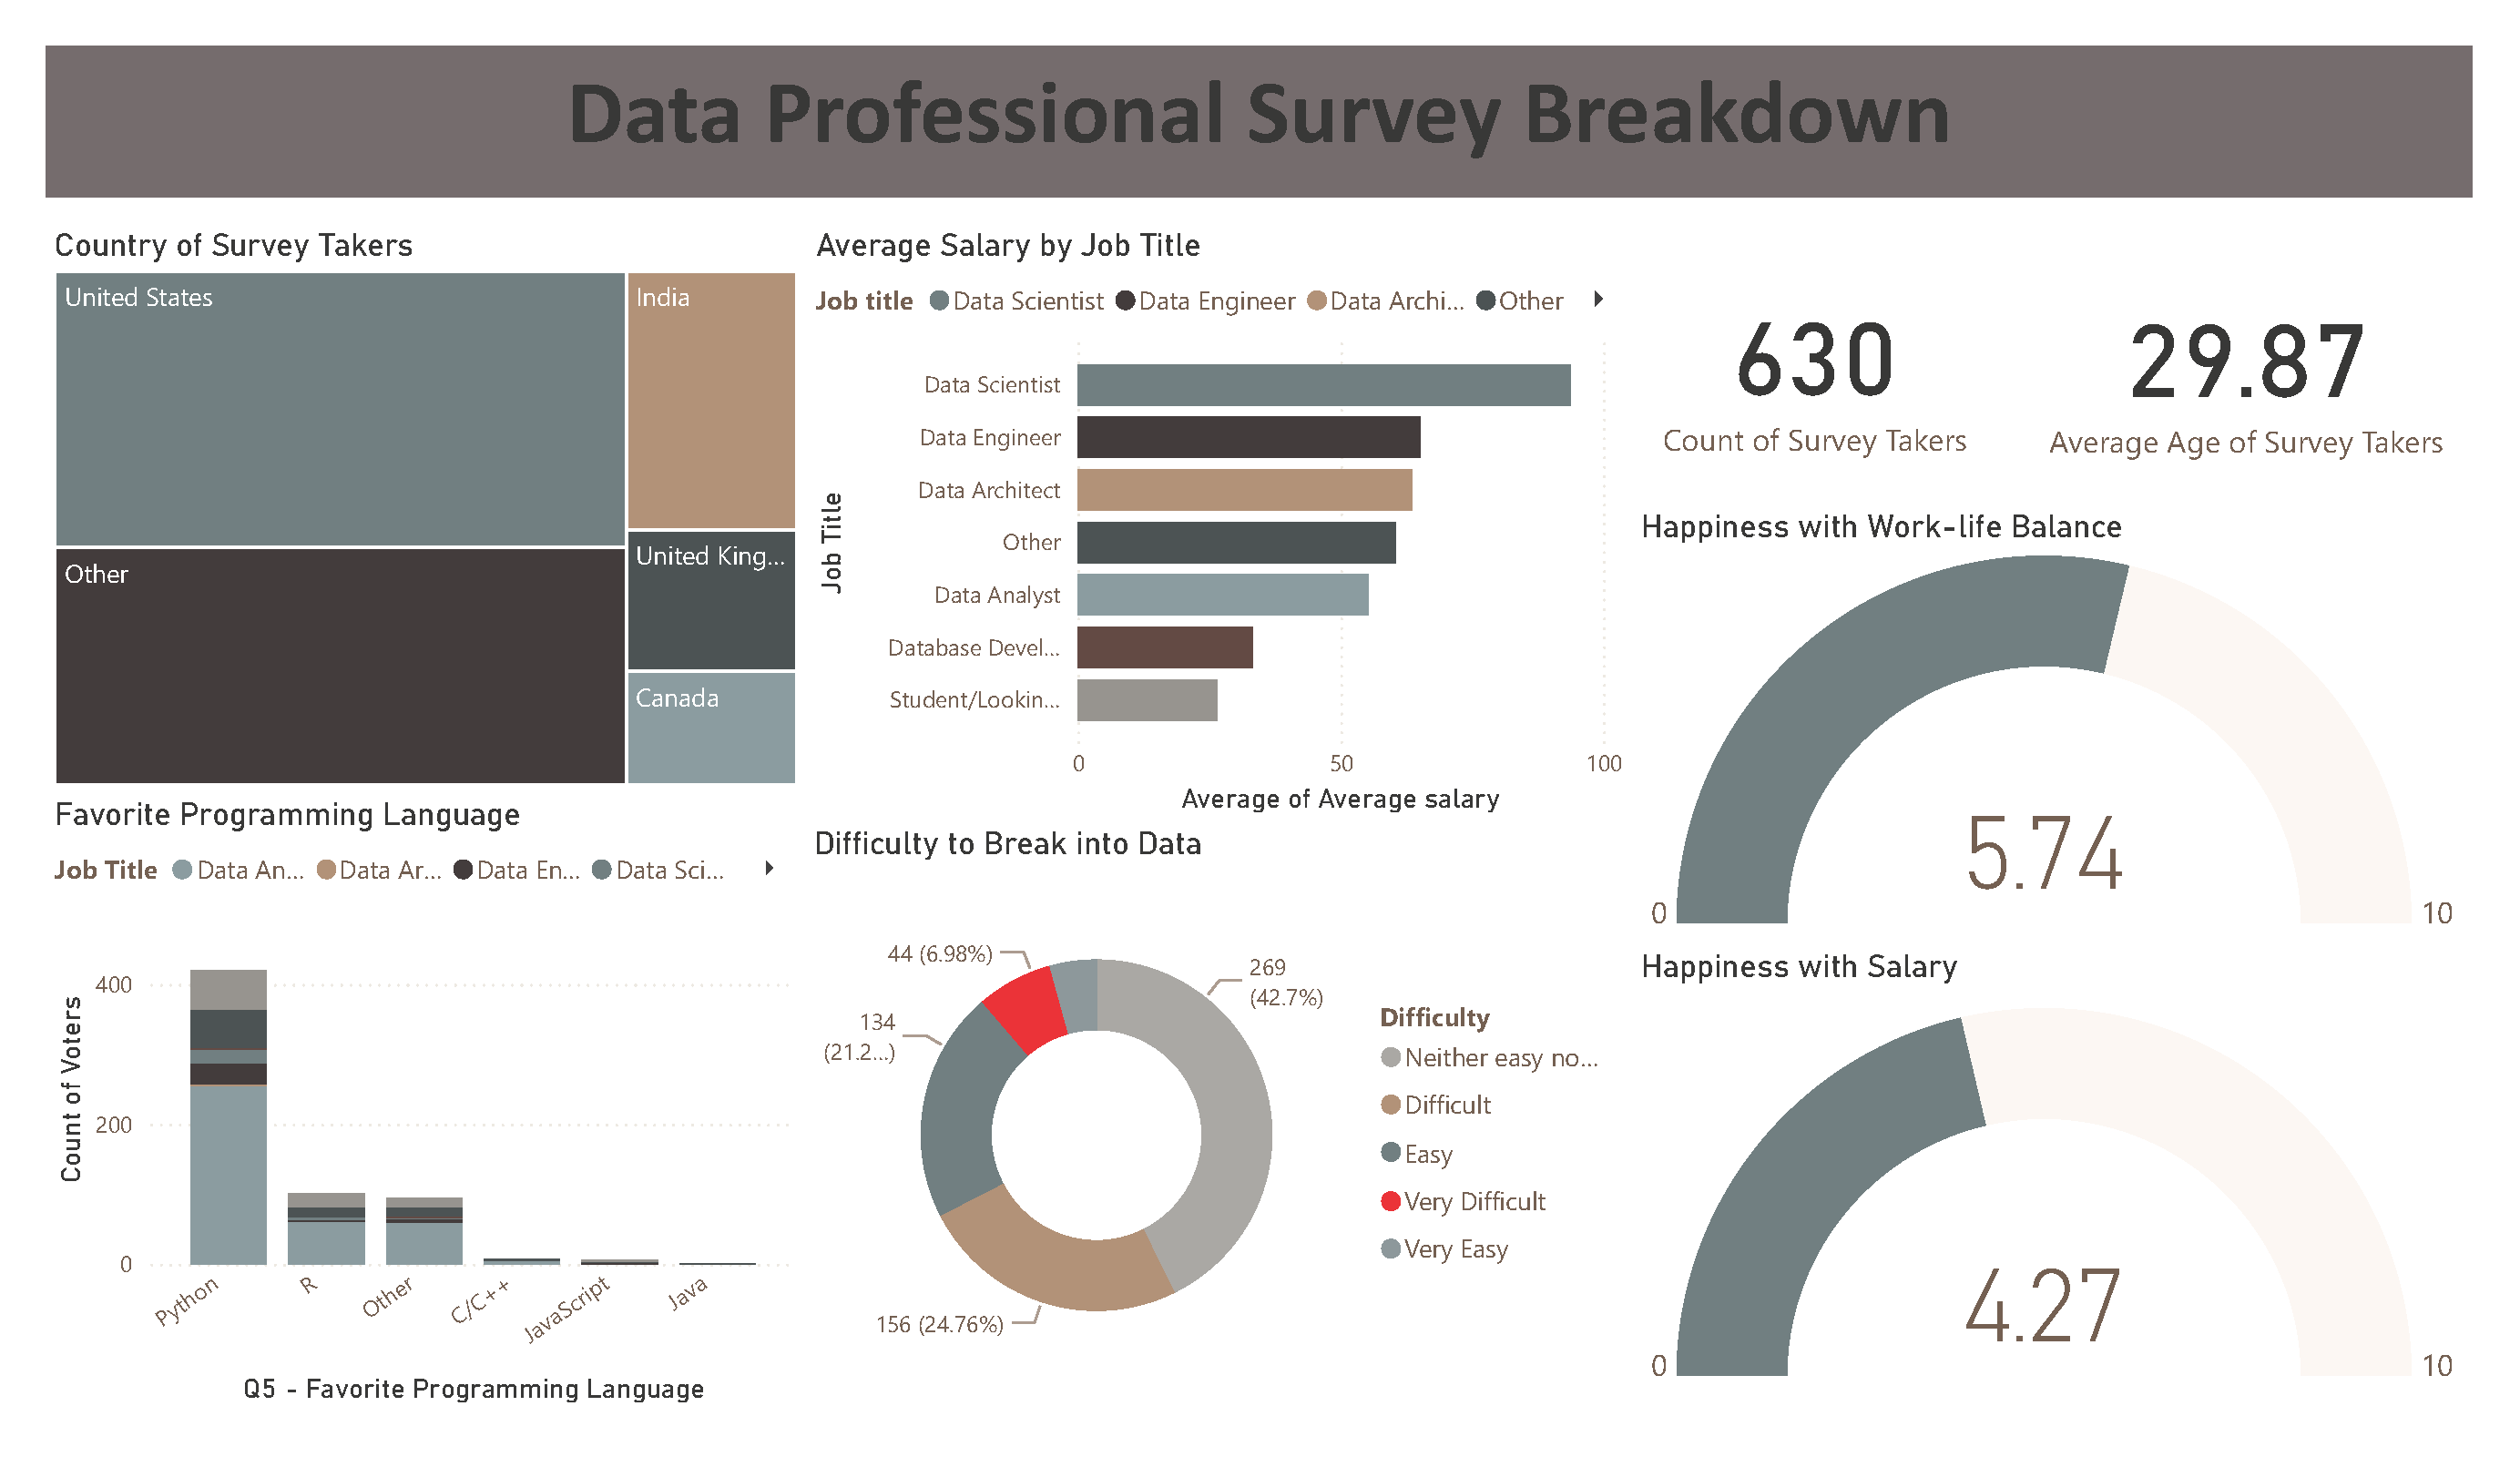 Data Professional Survey Breakdown
Country of Survey Takers
United States
India
Other
United King...
Canada
Average Salary by Job Title
Job title Data Scientist Data Engineer Data Archi... Other
Job Title
Data Scientist
Data Engineer
Data Architect
Other
Data Analyst
Database Devel...
Student/Lookin...
0 50 100
Average of Average salary
630
Count of Survey Takers
29.87
Average Age of Survey Takers
Happiness with Work-life Balance
5.74
0 10
Favorite Programming Language
Job Title Data An... Data Ar... Data En... Data Sci...
Count of Voters
400
200
0
Python R Other C/C++ JavaScript Java
Q5 - Favorite Programming Language
Difficulty to Break into Data
44 (6.98%)
269
(42.7%)
134
(21.2...)
156 (24.76%)
Difficulty
Neither easy no...
Difficult
Easy
Very Difficult
Very Easy
Happiness with Salary
4.27
0 10